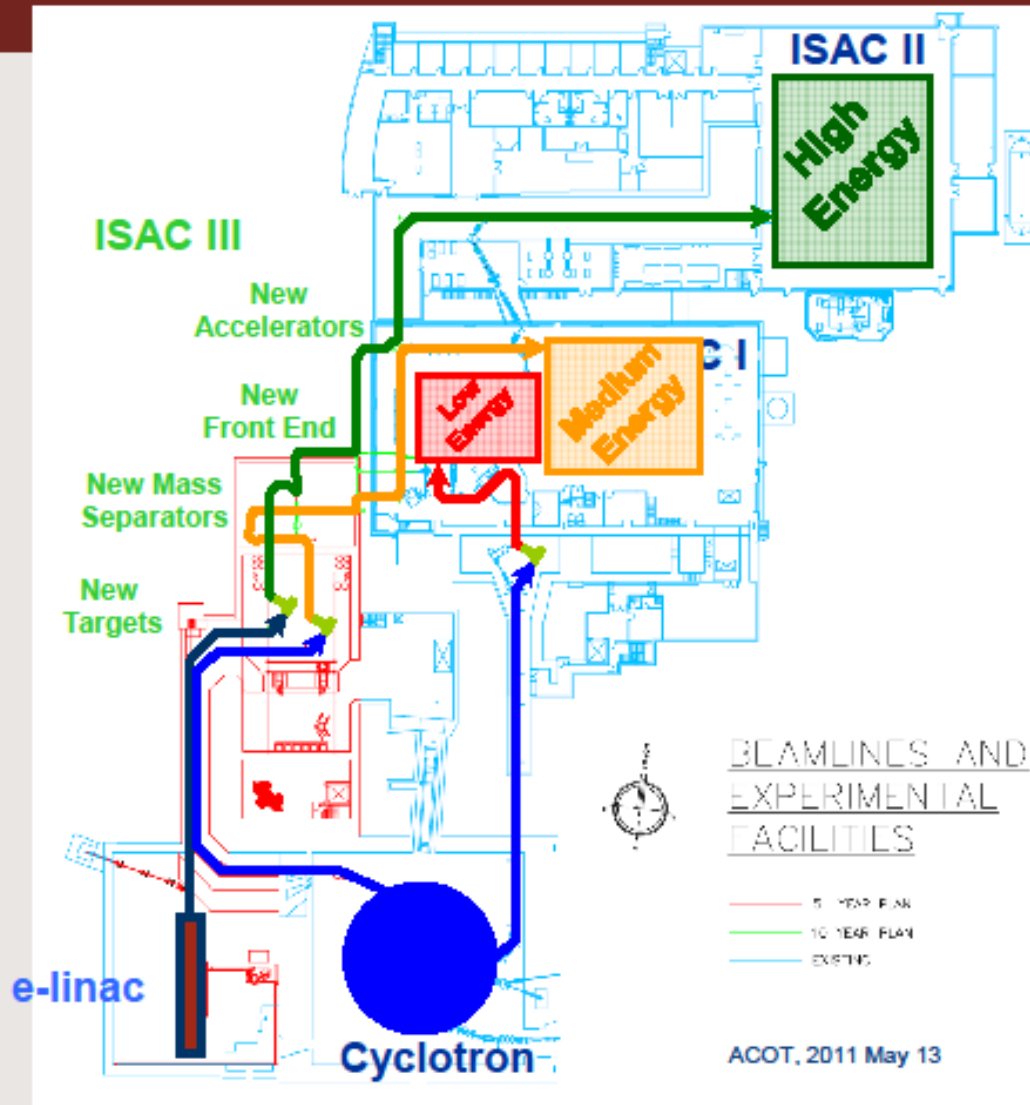 ISAC II
High
Energy
ISAC III
New
Accelerators
C I
New
Front End
Low
Energy
Medium
Energy
New Mass
Separators
New
Targets
BEAMLINES AND
EXPERIMENTAL
FACILITIES
5 YEAR PLAN
10 YEAR PLAN
EXISTING
e-linac
Cyclotron
ACOT, 2011 May 13